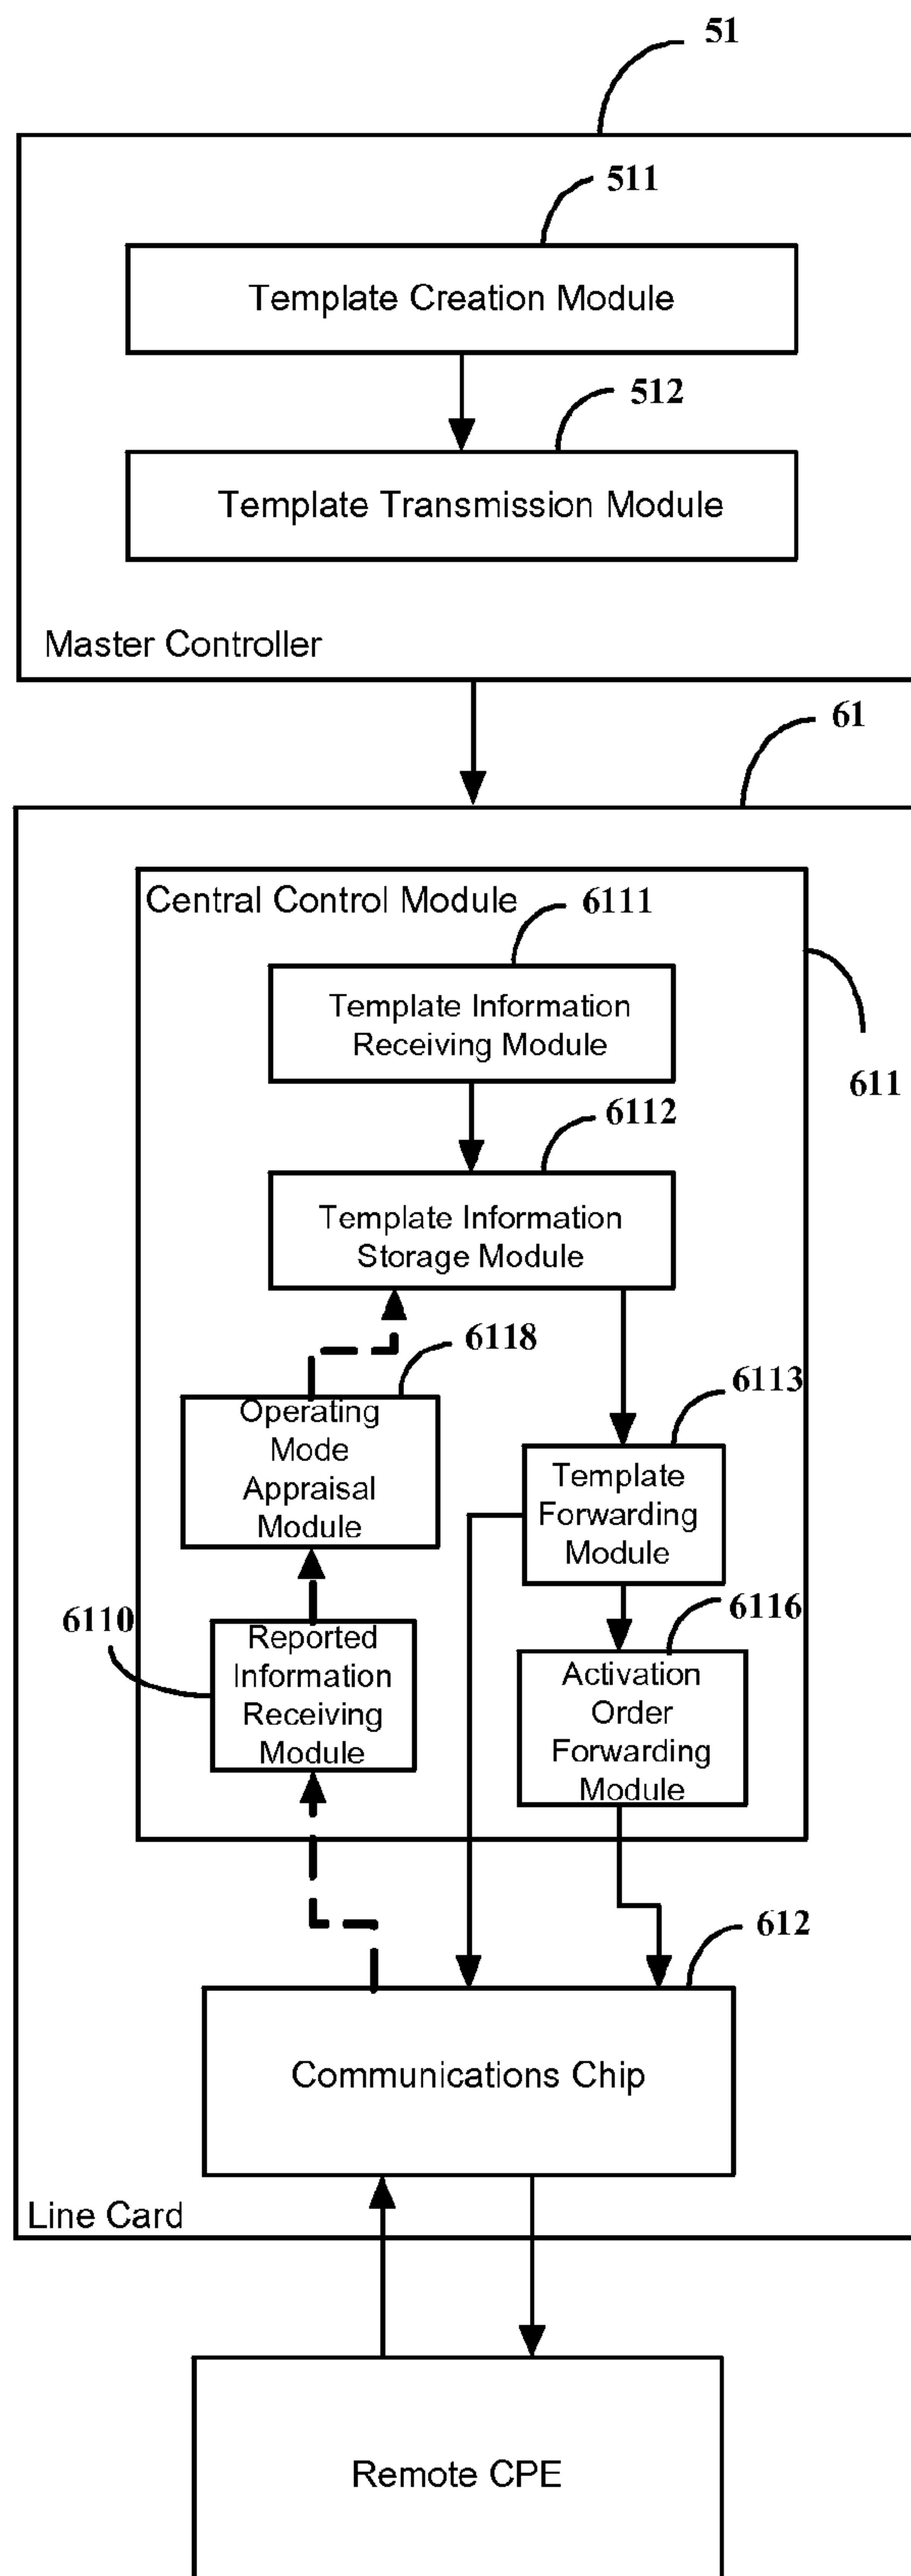 51
511
Template Creation Module
512
Template Transmission Module
Master Controller
61
Central Control Module
6111
Template Information
Receiving Module
611
6112
Template Information
Storage Module
6118
Operating
Mode
Appraisal
Module
6113
Template
Forwarding
Module
6110
Reported
Information
Receiving
Module
6116
Activation
Order
Forwarding
Module
612
Communications Chip
Line Card
Remote CPE